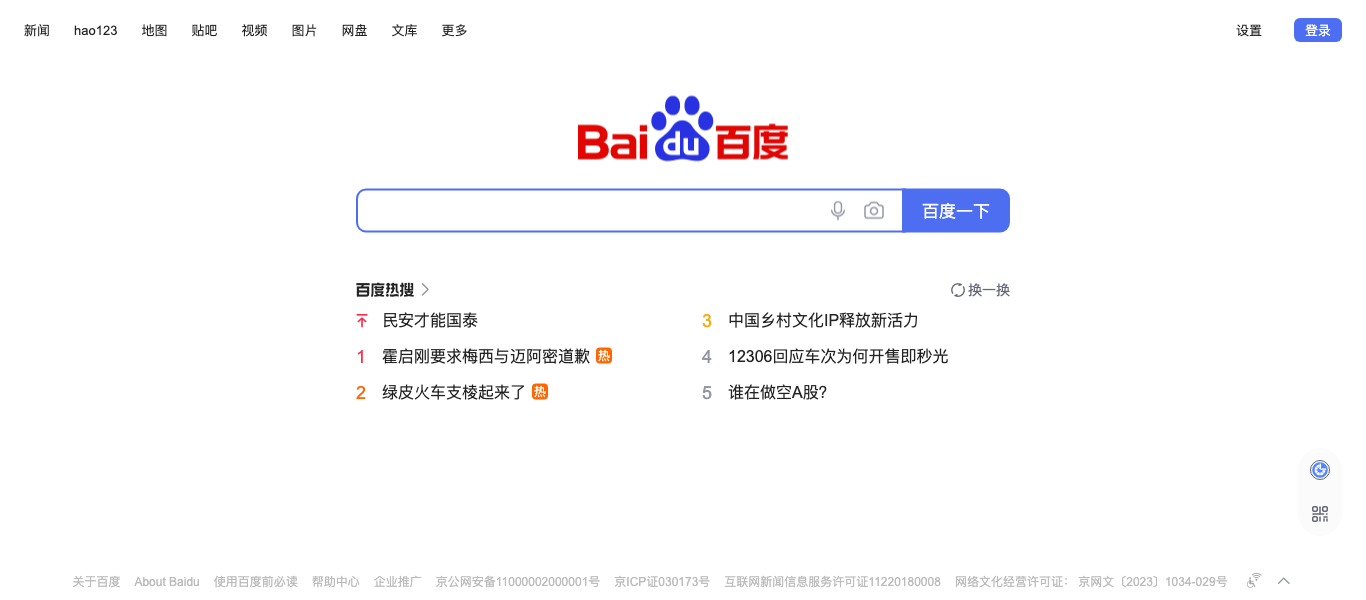 新闻 hao123 地图 贴吧 视频 图片 网盘 文库 更多 设置 登录
Bai du 百度
百度一下
百度热搜 换一换
民安才能国泰
1 霍启刚要求梅西与迈阿密道歉 热
2 绿皮火车支棱起来了 热
3 中国乡村文化IP释放新活力
4 12306回应车次为何开售即秒光
5 谁在做空A股?
关于百度 About Baidu 使用百度前必读 帮助中心 企业推广 京公网安备11000002000001号 京ICP证030173号 互联网新闻信息服务许可证11220180008 网络文化经营许可证: 京网文〔2023〕1034-029号